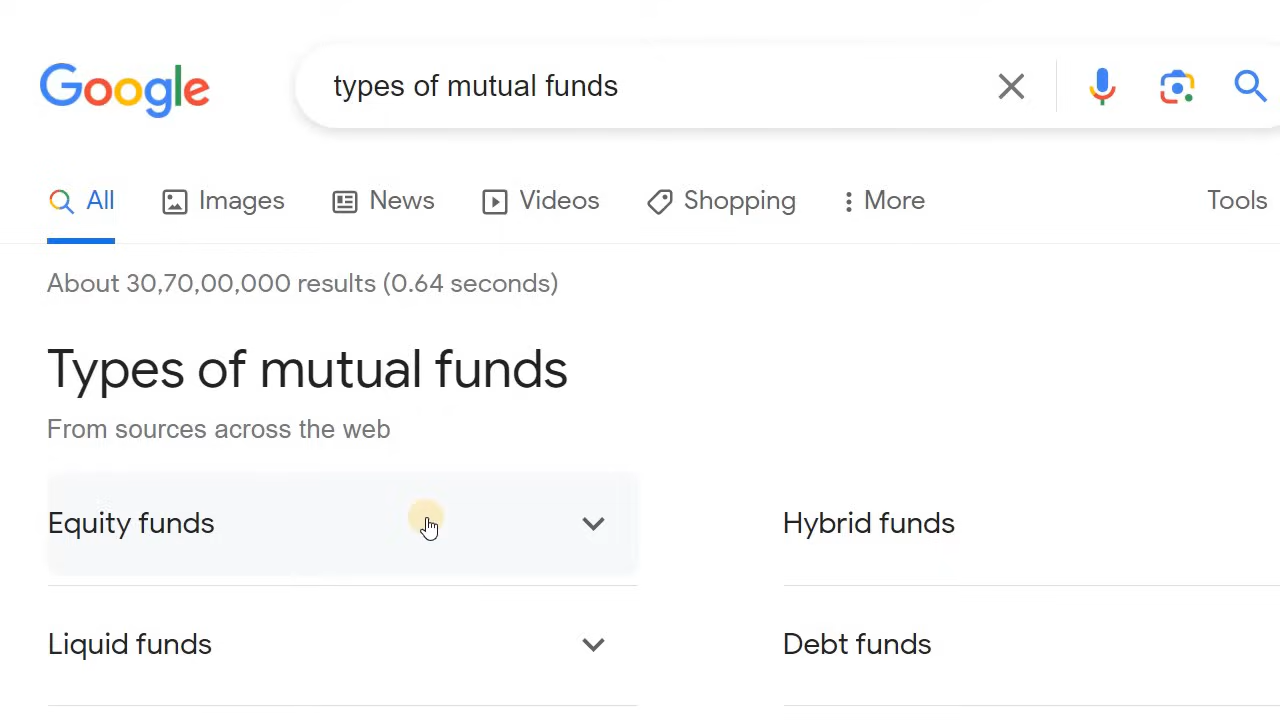 Google
types of mutual funds
All Images News Videos Shopping More Tools
About 30,70,00,000 results (0.64 seconds)
Types of mutual funds
From sources across the web
Equity funds
Hybrid funds
Liquid funds
Debt funds